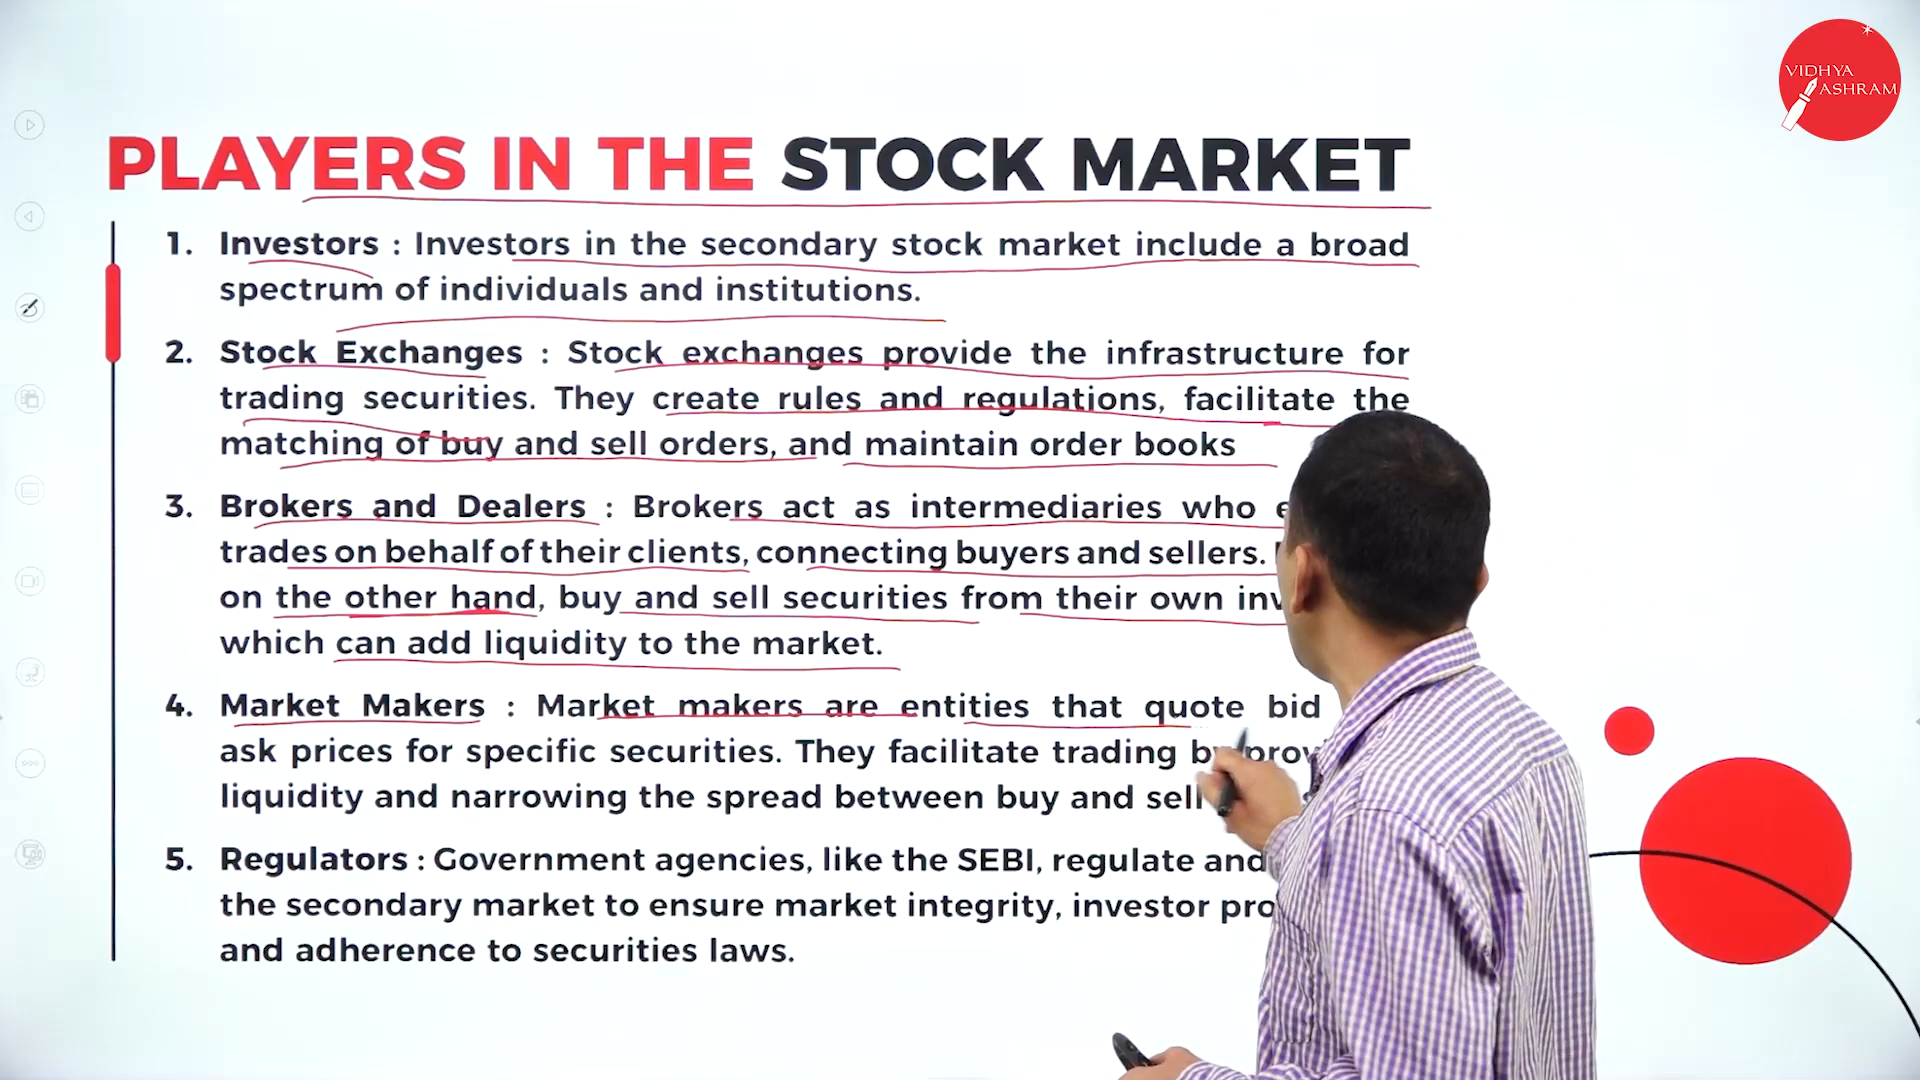 VIDHYA
ASHRAM
PLAYERS IN THE STOCK MARKET
1. Investors : Investors in the secondary stock market include a broad
spectrum of individuals and institutions.
2. Stock Exchanges : Stock exchanges provide the infrastructure for
trading securities. They create rules and regulations, facilitate the
matching of buy and sell orders, and maintain order books
3. Brokers and Dealers : Brokers act as intermediaries who
trades on behalf of their clients, connecting buyers and sellers.
on the other hand, buy and sell securities from their own
which can add liquidity to the market.
4. Market Makers : Market makers are entities that quote bid
ask prices for specific securities. They facilitate trading by
liquidity and narrowing the spread between buy and sell
5. Regulators : Government agencies, like the SEBI, regulate and
the secondary market to ensure market integrity, investor
and adherence to securities laws.